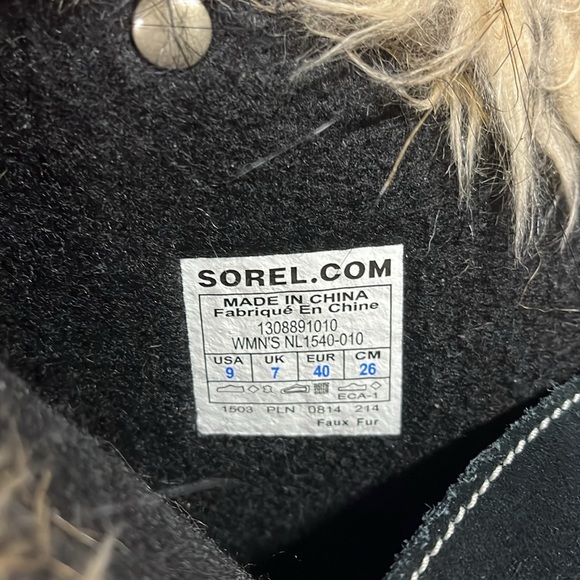 SOREL.COM
MADE IN CHINA
Fabriqué En Chine
1308891010
WMN'S NL1540-010
USA UK EUR CM
9 7 40 26
ECA-1
1503 PLN 0814 214
Faux Fur